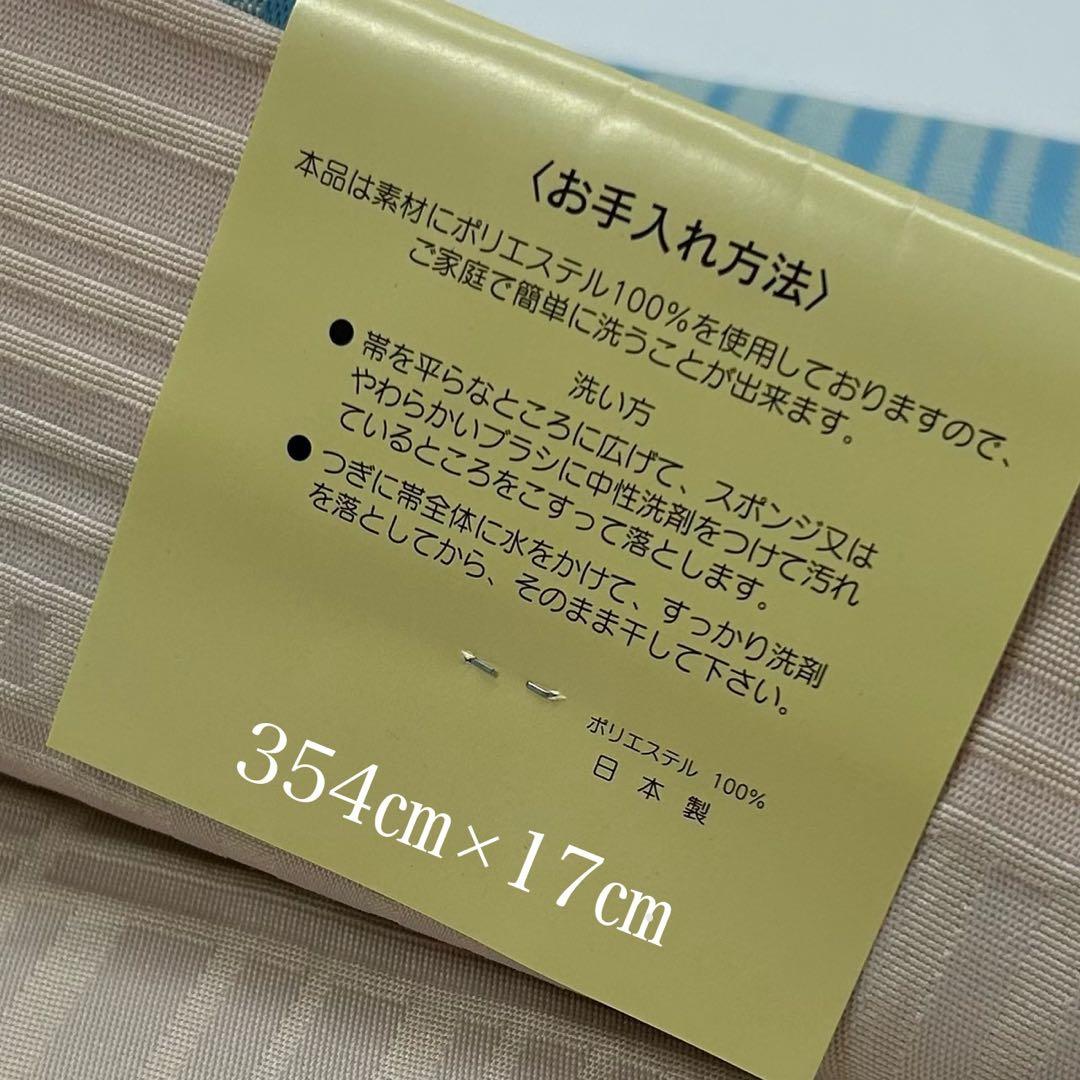 〈お手入れ方法〉
本品は素材にポリエステル100%を使用しておりますので、
ご家庭で簡単に洗うことが出来ます。
洗い方
●帯を平らなところに広げて、スポンジ又は
やわらかいブラシに中性洗剤をつけて汚れ
ているところをこすって落とします。
●つぎに帯全体に水をかけて、すっかり洗剤
を落としてから、そのまま干して下さい。
ポリエステル 100%
日本製
354㎝×17㎝